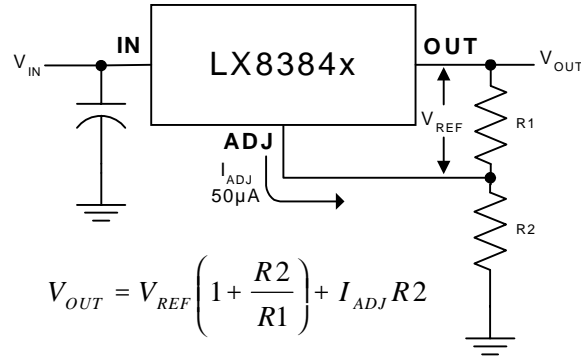 IN
OUT
V_IN
LX8384x
V_OUT
V_REF
R1
ADJ
I_ADJ
50µA
R2
V_OUT = V_REF (1 + R2/R1) + I_ADJ R2